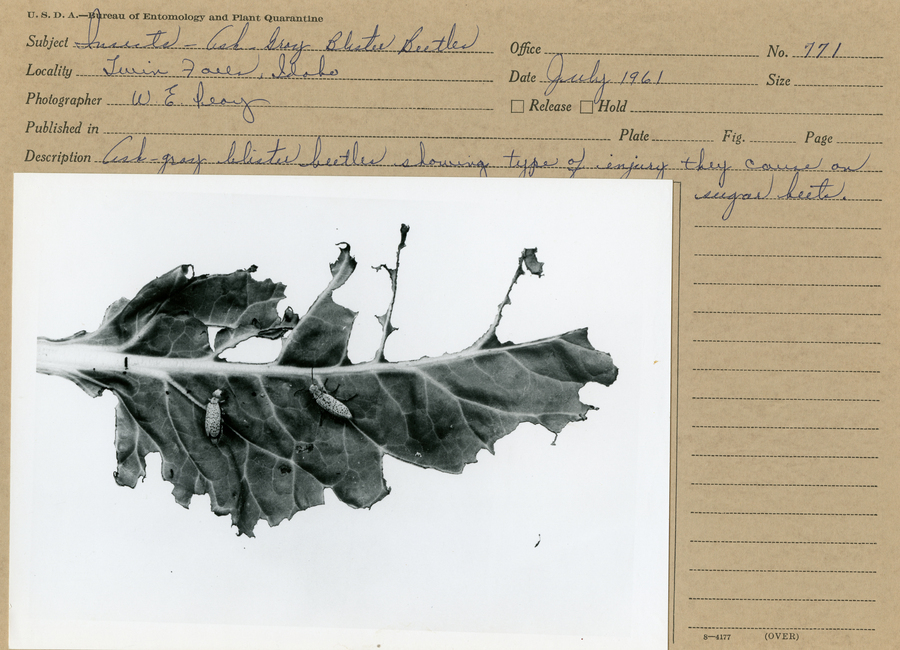 U. S. D. A.—Bureau of Entomology and Plant Quarantine
Subject Insects - Ash-Gray Blister Beetles Office No. 771
Locality Twin Falls, Idaho Date July 1961 Size
Photographer W. E. Peay Release Hold
Published in Plate Fig. Page
Description Ash-gray blister beetles showing type of injury they cause on
sugar beets.
8—4177 (OVER)